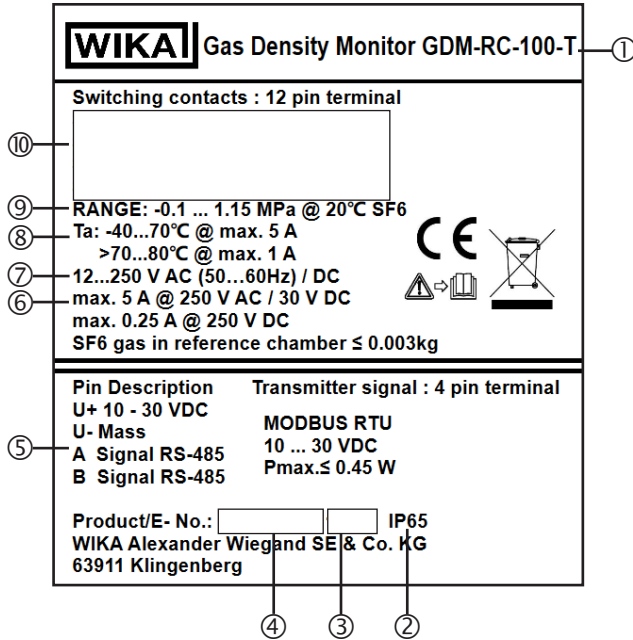 WIKA Gas Density Monitor GDM-RC-100-T ①
Switching contacts : 12 pin terminal
⑩
⑨ RANGE: -0.1 ... 1.15 MPa @ 20℃ SF6
⑧ Ta: -40...70℃ @ max. 5 A
>70...80℃ @ max. 1 A
⑦ 12...250 V AC (50...60Hz) / DC
⑥ max. 5 A @ 250 V AC / 30 V DC
max. 0.25 A @ 250 V DC
SF6 gas in reference chamber ≤ 0.003kg
CE
Pin Description
U+ 10 - 30 VDC
U- Mass
⑤ A Signal RS-485
B Signal RS-485
Transmitter signal : 4 pin terminal
MODBUS RTU
10 ... 30 VDC
Pmax.≤ 0.45 W
Product/E- No.: IP65
WIKA Alexander Wiegand SE & Co. KG
63911 Klingenberg
④ ③ ②